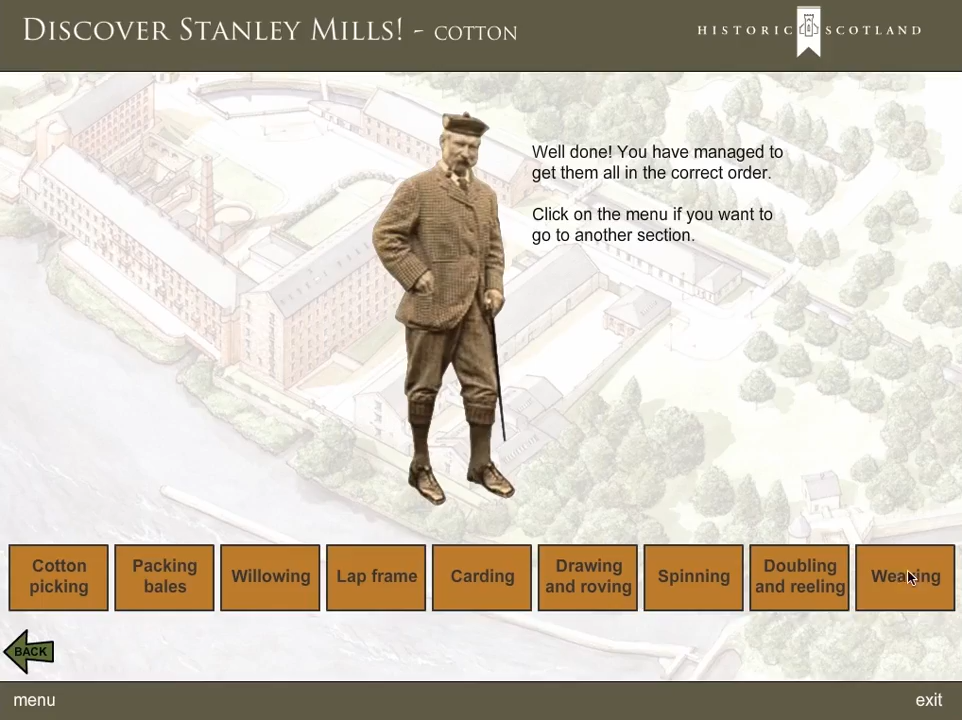 DISCOVER STANLEY MILLS! - COTTON
HISTORIC SCOTLAND
Well done! You have managed to
get them all in the correct order.
Click on the menu if you want to
go to another section.
Cotton
picking
Packing
bales
Willowing
Lap frame
Carding
Drawing
and roving
Spinning
Doubling
and reeling
Weaving
BACK
menu
exit